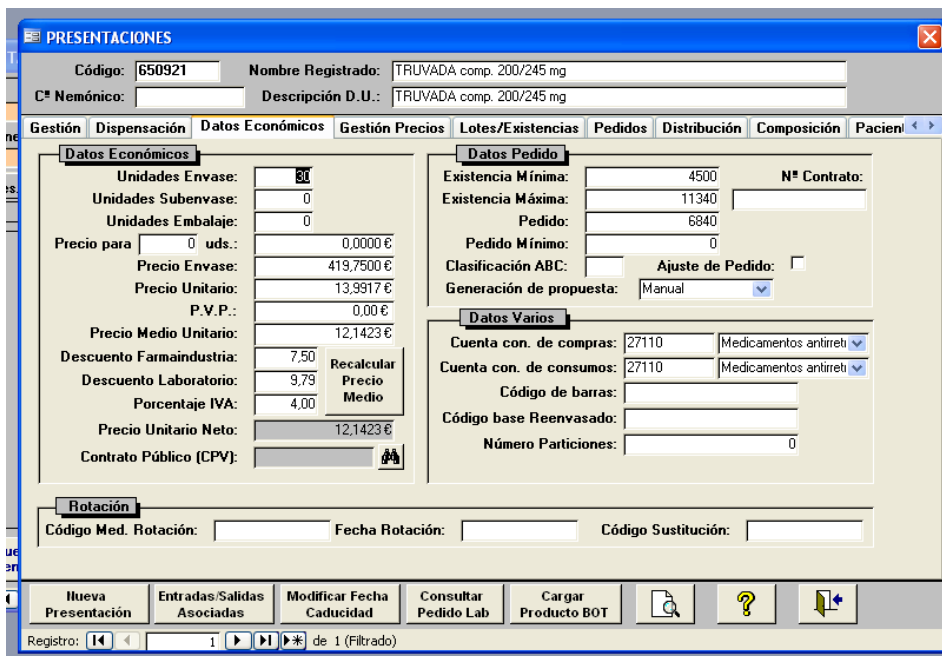 PRESENTACIONES
Código: 650921 Nombre Registrado: TRUVADA comp. 200/245 mg
Cª Nemónico: Descripción D.U.: TRUVADA comp. 200/245 mg
Gestión Dispensación Datos Económicos Gestión Precios Lotes/Existencias Pedidos Distribución Composición
Datos Económicos
Unidades Envase: 30
Unidades Subenvase: 0
Unidades Embalaje: 0
Precio para 0 uds.: 0,0000 €
Precio Envase: 419,7500 €
Precio Unitario: 13,9917 €
P.V.P.: 0,00 €
Precio Medio Unitario: 12,1423 €
Descuento Farmaindustria: 7,50
Descuento Laboratorio: 9,79
Porcentaje IVA: 4,00
Recalcular
Precio
Medio
Precio Unitario Neto: 12,1423 €
Contrato Público (CPV):
Datos Pedido
Existencia Mínima: 4500 Nª Contrato:
Existencia Máxima: 11340
Pedido: 6840
Pedido Mínimo: 0
Clasificación ABC: Ajuste de Pedido:
Generación de propuesta: Manual
Datos Varios
Cuenta con. de compras: 27110 Medicamentos antirretı
Cuenta con. de consumos: 27110 Medicamentos antirretı
Código de barras:
Código base Reenvasado:
Número Particiones: 0
Rotación
Código Med. Rotación: Fecha Rotación: Código Sustitución:
Nueva
Presentación
Entradas/Salidas
Asociadas
Modificar Fecha
Caducidad
Consultar
Pedido Lab
Cargar
Producto BOT
?
Registro: 1 de 1 (Filtrado)